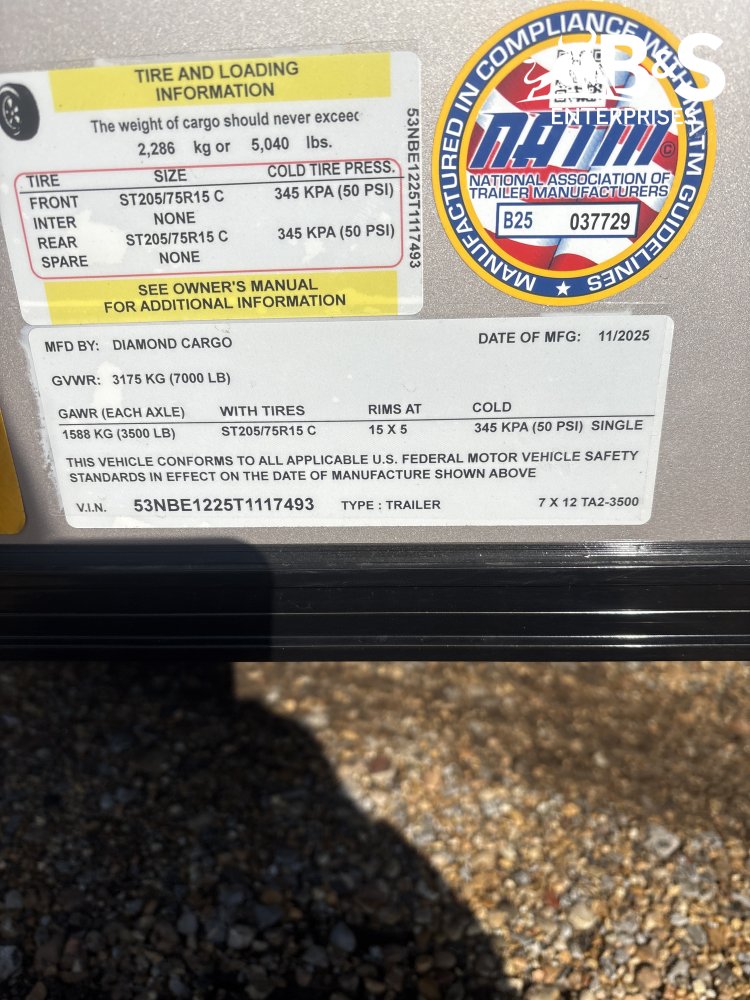 TIRE AND LOADING
INFORMATION
The weight of cargo should never exceed
2,286 kg or 5,040 lbs.
TIRE SIZE COLD TIRE PRESS.
FRONT ST205/75R15 C 345 KPA (50 PSI)
INTER NONE
REAR ST205/75R15 C 345 KPA (50 PSI)
SPARE NONE
SEE OWNER'S MANUAL
FOR ADDITIONAL INFORMATION
53NBE1225T1117493
MANUFACTURED IN COMPLIANCE WITH NATM GUIDELINES
NATM©
NATIONAL ASSOCIATION OF
TRAILER MANUFACTURERS
B25 037729
B&S
ENTERPRISES
MFD BY: DIAMOND CARGO DATE OF MFG: 11/2025
GVWR: 3175 KG (7000 LB)
GAWR (EACH AXLE) WITH TIRES RIMS AT COLD
1588 KG (3500 LB) ST205/75R15 C 15 X 5 345 KPA (50 PSI) SINGLE
THIS VEHICLE CONFORMS TO ALL APPLICABLE U.S. FEDERAL MOTOR VEHICLE SAFETY
STANDARDS IN EFFECT ON THE DATE OF MANUFACTURE SHOWN ABOVE
V.I.N. 53NBE1225T1117493 TYPE : TRAILER 7 X 12 TA2-3500